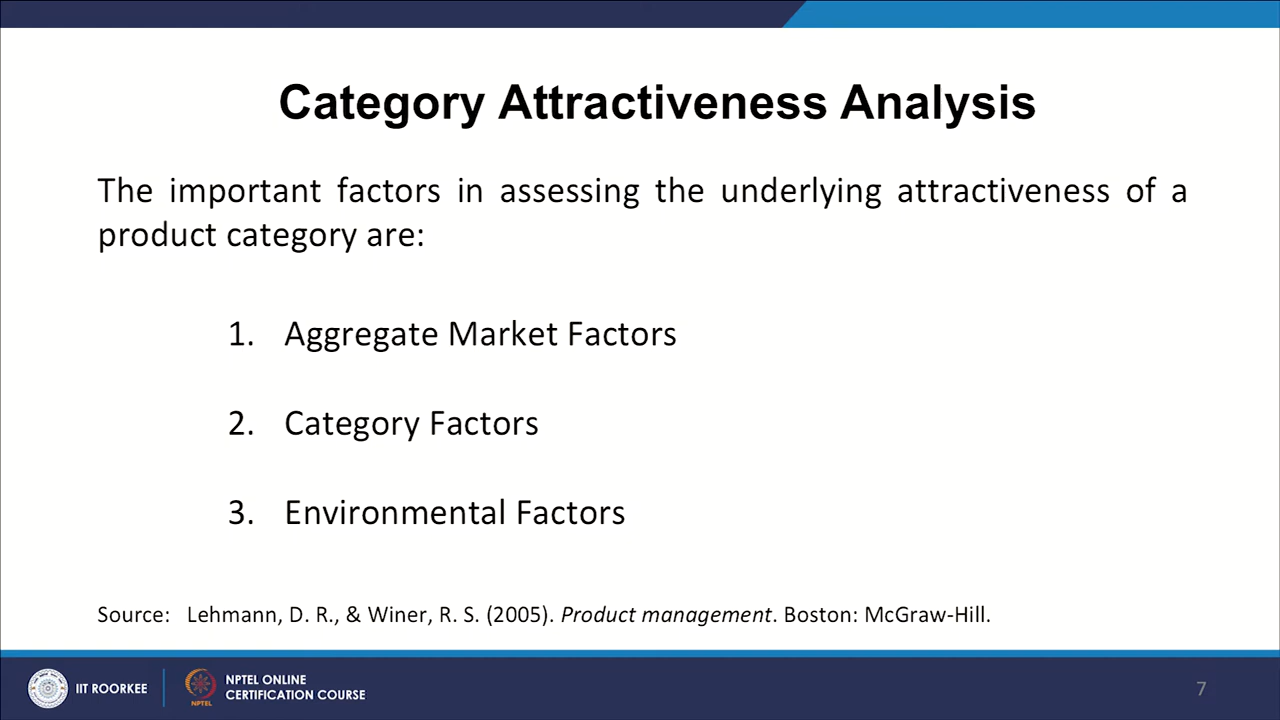 Category Attractiveness Analysis
The important factors in assessing the underlying attractiveness of a
product category are:
1. Aggregate Market Factors
2. Category Factors
3. Environmental Factors
Source: Lehmann, D. R., & Winer, R. S. (2005). Product management. Boston: McGraw-Hill.
IIT ROORKEE
NPTEL
NPTEL ONLINE
CERTIFICATION COURSE
7